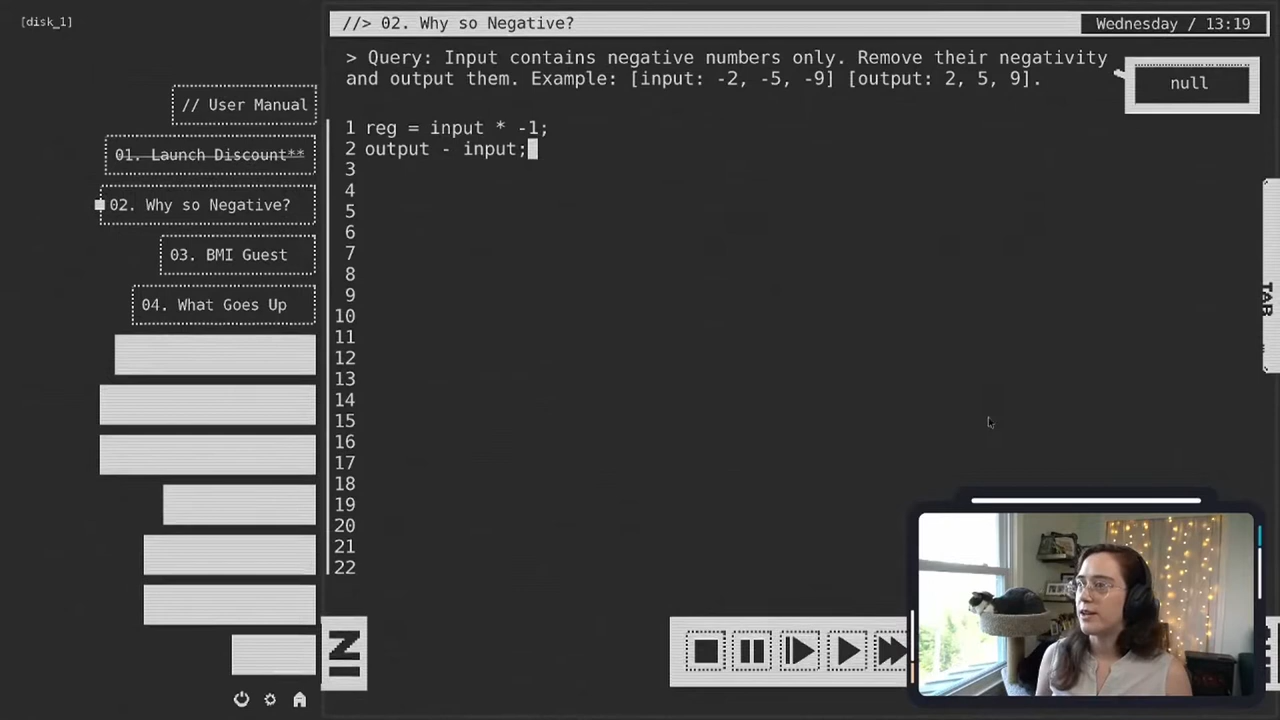 [disk_1]
//> 02. Why so Negative?
Wednesday / 13:19
> Query: Input contains negative numbers only. Remove their negativity
and output them. Example: [input: -2, -5, -9] [output: 2, 5, 9].
null
// User Manual
01. Launch Discount**
02. Why so Negative?
03. BMI Guest
04. What Goes Up
1 reg = input * -1;
2 output - input;
3
4
5
6
7
8
9
10
11
12
13
14
15
16
17
18
19
20
21
22
TAB
IN